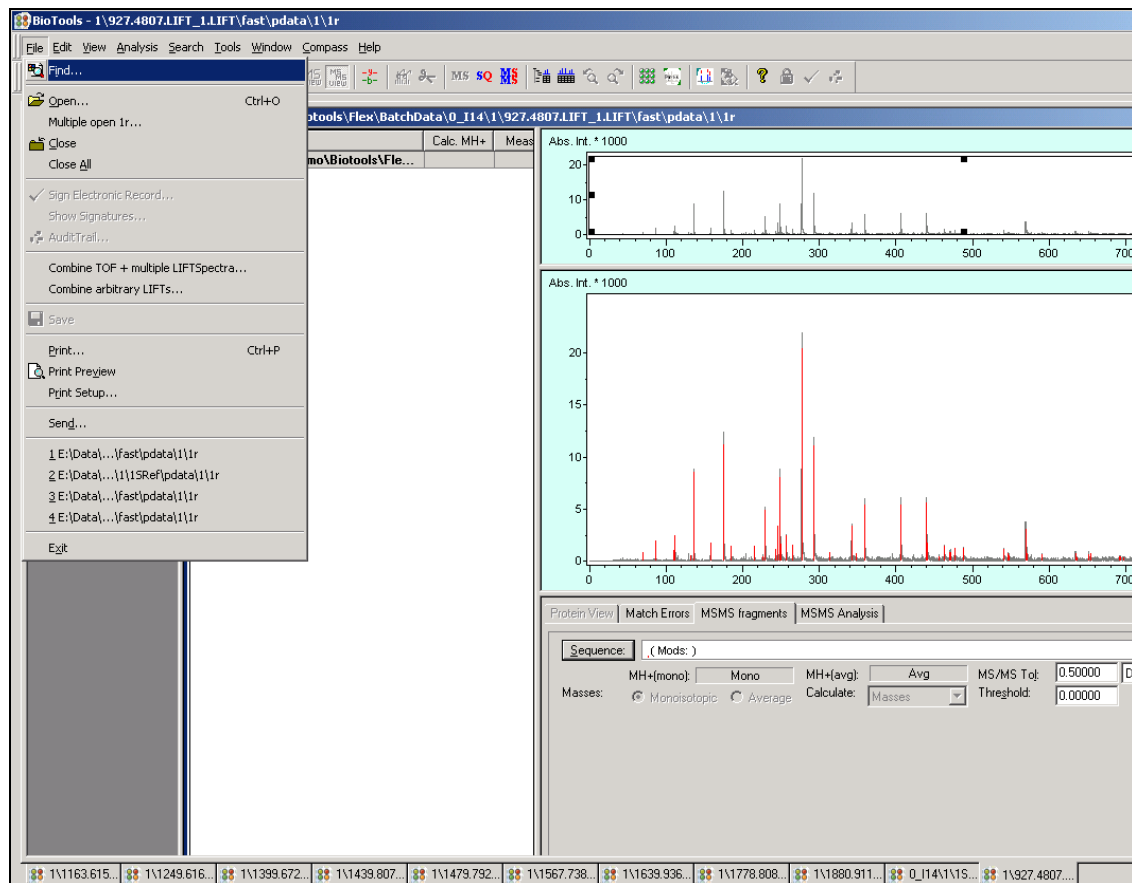 BioTools - 1\927.4807.LIFT_1.LIFT\fast\pdata\1\1r
File Edit View Analysis Search Tools Window Compass Help
Find...
MS SQ MS
Open... Ctrl+O
Multiple open 1r...
Close
Close All
Sign Electronic Record...
Show Signatures...
AuditTrail...
Combine TOF + multiple LIFTSpectra...
Combine arbitrary LIFTs...
Save
Print... Ctrl+P
Print Preview
Print Setup...
Send...
1 E:\Data\...\fast\pdata\1\1r
2 E:\Data\...\1\1SRef\pdata\1\1r
3 E:\Data\...\fast\pdata\1\1r
4 E:\Data\...\fast\pdata\1\1r
Exit
otools\Flex\BatchData\0_I14\1\927.4807.LIFT_1.LIFT\fast\pdata\1\1r
Calc. MH+ Meas
mo\Biotools\Fle...
Abs. Int. * 1000
20
10
0
0 100 200 300 400 500 600 700
Abs. Int. * 1000
20
15
10
5
0
0 100 200 300 400 500 600 700
Protein View Match Errors MSMS fragments MSMS Analysis
Sequence: ( Mods: )
MH+(mono): Mono MH+(avg): Avg MS/MS Tol: 0.50000 D
Masses: Monoisotopic Average Calculate: Masses Threshold: 0.00000
1\1163.615... 1\1249.616... 1\1399.672... 1\1439.807... 1\1479.792... 1\1567.738... 1\1639.936... 1\1778.808... 1\1880.911... 0_I14\1\1S... 1\927.4807....